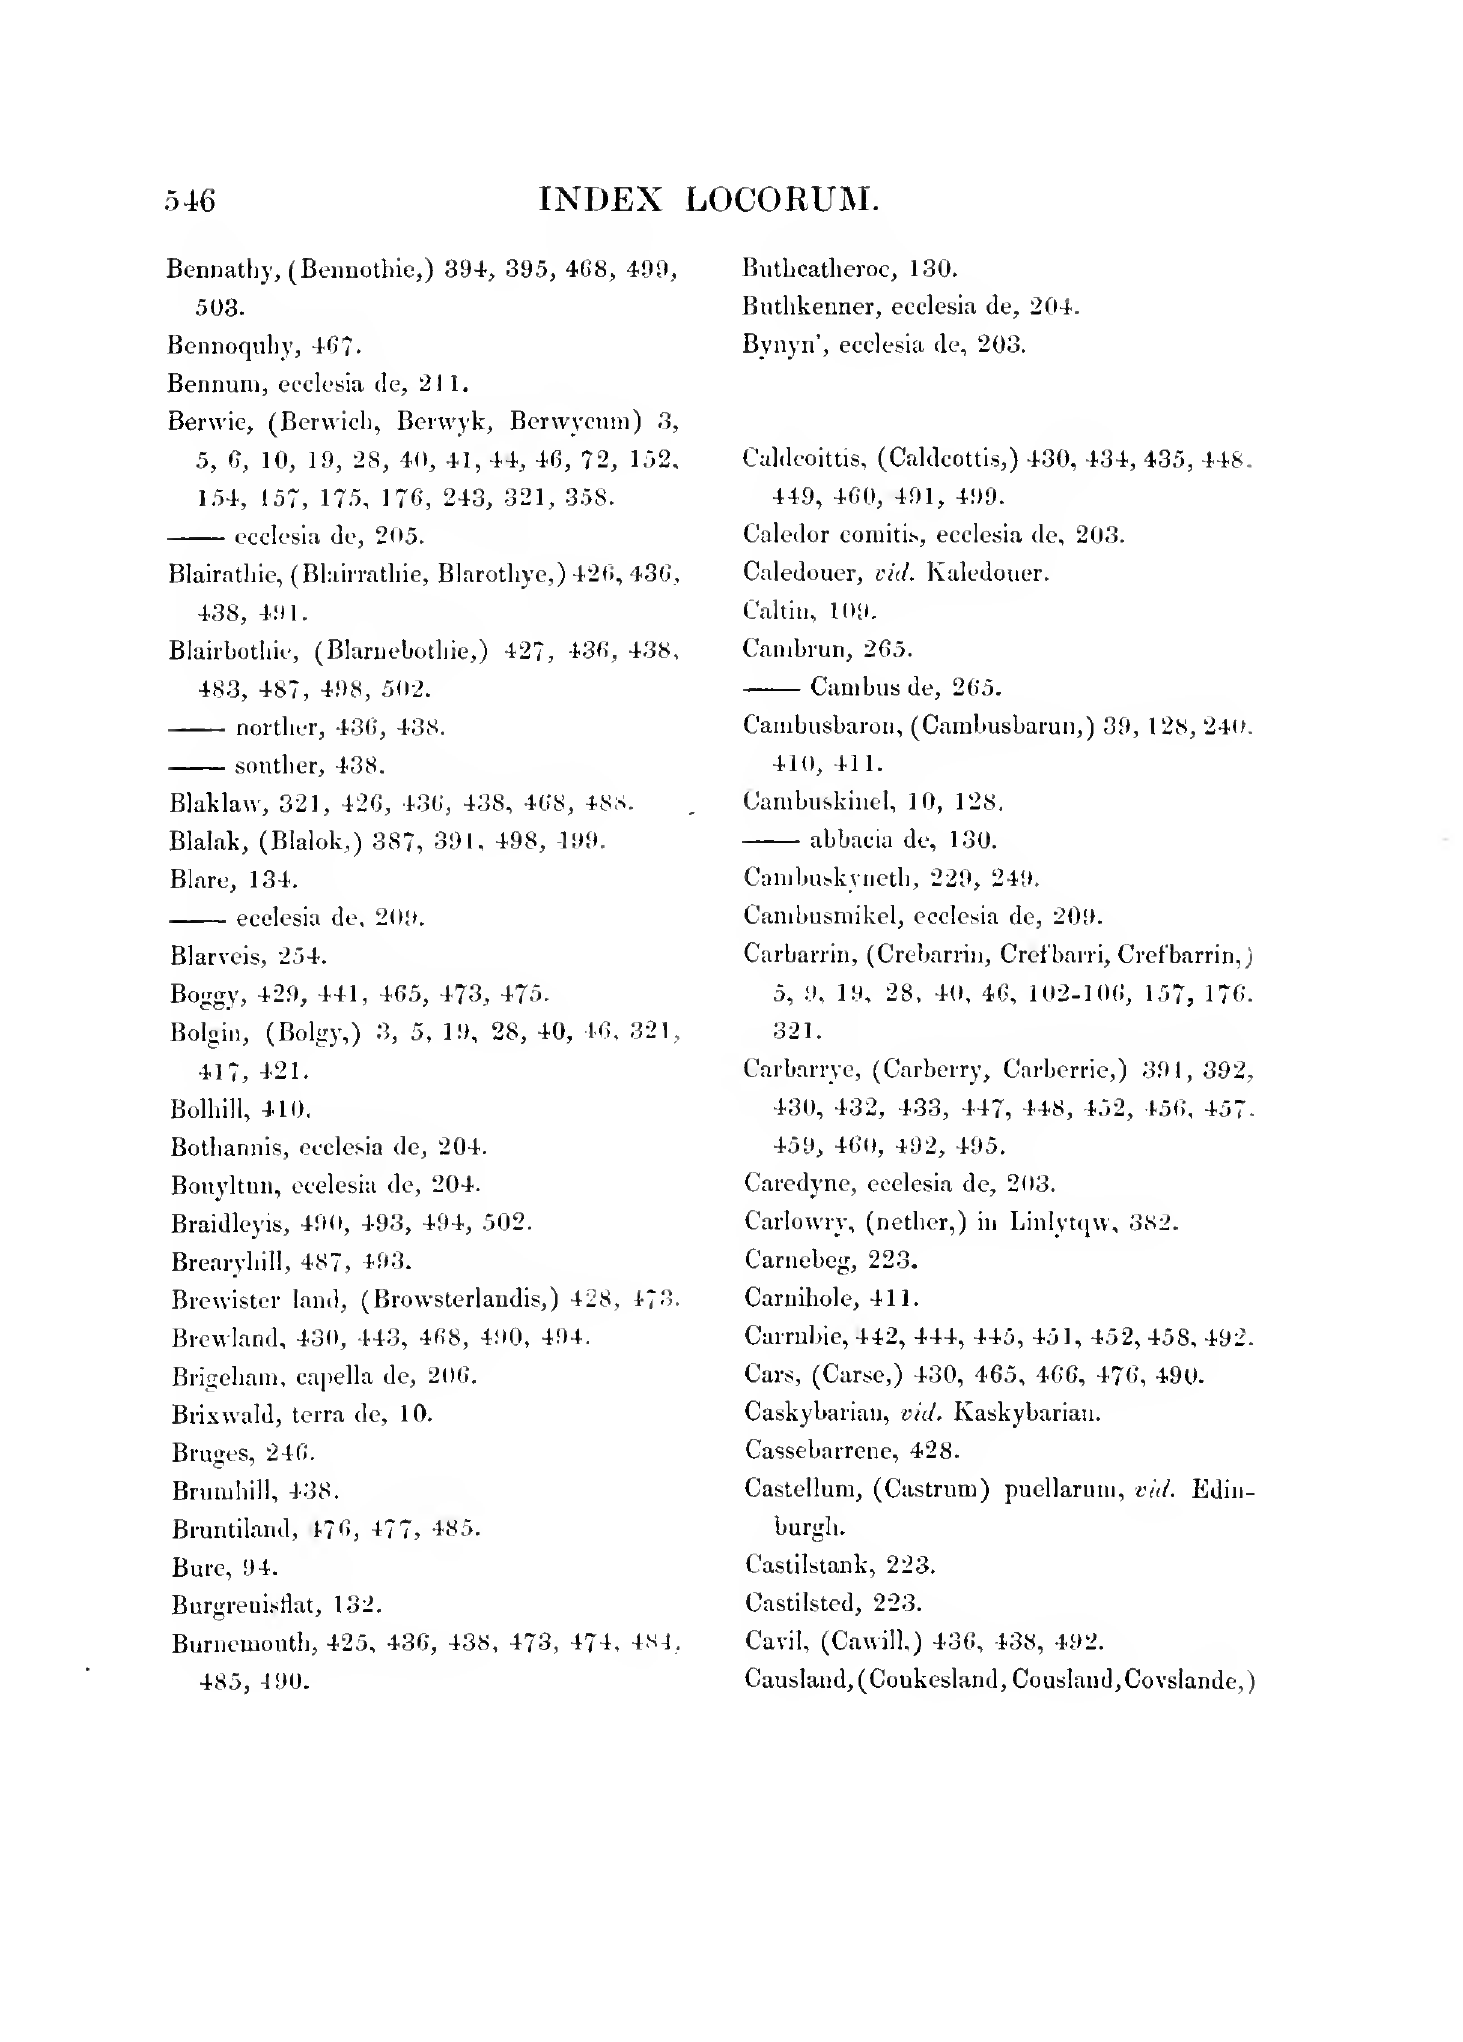 546
INDEX LOCORUM.
Bennathy, (Bennothie,) 394, 395, 468, 499,
503.
Bennoquhy, 467.
Bennum, ecclesia de, 211.
Berwic, (Berwich, Berwyk, Berwycum) 3,
5, 6, 10, 19, 28, 40, 41, 44, 46, 72, 152,
154, 157, 175, 176, 243, 321, 358.
—— ecclesia de, 205.
Blairathie, (Blairrathie, Blarothye,) 426, 436,
438, 491.
Blairbothie, (Blarnebothie,) 427, 436, 438,
483, 487, 498, 502.
—— norther, 436, 438.
—— souther, 438.
Blaklaw, 321, 426, 436, 438, 468, 488.
Blalak, (Blalok,) 387, 391, 498, 499.
Blare, 134.
—— ecclesia de, 209.
Blarveis, 254.
Boggy, 429, 441, 465, 473, 475.
Bolgin, (Bolgy,) 3, 5, 19, 28, 40, 46, 321,
417, 421.
Bolhill, 410.
Bothannis, ecclesia de, 204.
Bouyltun, ecclesia de, 204.
Braidleyis, 490, 493, 494, 502.
Brearyhill, 487, 493.
Brewister land, (Browsterlandis,) 428, 473.
Brewland, 430, 443, 468, 490, 494.
Brigeham, capella de, 206.
Brixwald, terra de, 10.
Bruges, 246.
Brumhill, 438.
Bruntiland, 476, 477, 485.
Bure, 94.
Burgreuisflat, 132.
Burnemouth, 425, 436, 438, 473, 474, 484,
485, 490.
Buthcatheroc, 130.
Buthkenner, ecclesia de, 204.
Bynyn', ecclesia de, 203.
Caldcoittis, (Caldcottis,) 430, 434, 435, 448.
449, 460, 491, 499.
Caledor comitis, ecclesia de, 203.
Caledouer, vid. Kaledouer.
Caltin, 109.
Cambrun, 265.
—— Cambus de, 265.
Cambusbaron, (Cambusbarun,) 39, 128, 240.
410, 411.
Cambuskinel, 10, 128.
—— abbacia de, 130.
Cambuskyneth, 229, 249.
Cambusmikel, ecclesia de, 209.
Carbarrin, (Crebarrin, Crefbarri, Crefbarrin,)
5, 9, 19, 28, 40, 46, 102-106, 157, 176.
321.
Carbarrye, (Carberry, Carberrie,) 391, 392,
430, 432, 433, 447, 448, 452, 456, 457.
459, 460, 492, 495.
Caredyne, ecclesia de, 203.
Carlowry, (nether,) in Linlytqw, 382.
Carnebeg, 223.
Carnihole, 411.
Carrubie, 442, 444, 445, 451, 452, 458, 492.
Cars, (Carse,) 430, 465, 466, 476, 490.
Caskybarian, vid. Kaskybarian.
Cassebarrene, 428.
Castellum, (Castrum) puellarum, vid. Edin-
burgh.
Castilstank, 223.
Castilsted, 223.
Cavil, (Cawill,) 436, 438, 492.
Causland, (Coukesland, Cousland, Covslande,)